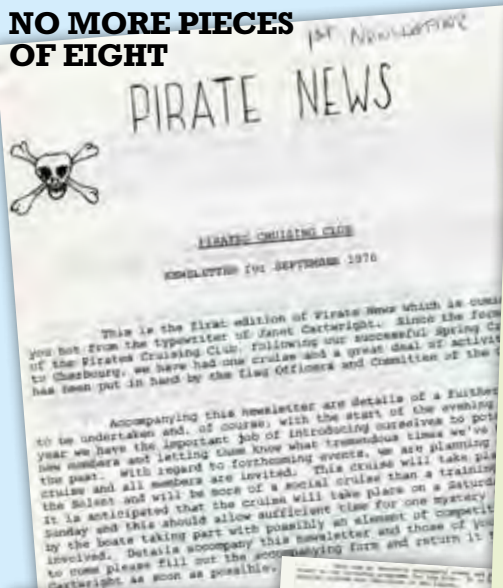 NO MORE PIECES
OF EIGHT
1st NEWSLETTER
PIRATE NEWS
PIRATES CRUISING CLUB
NEWSLETTER for SEPTEMBER 1976
This is the first edition of Pirate News which is
you hot from the typewriter of Janet Cartwright. Since the
of the Pirates Cruising Club, following our successful Spring
to Cherbourg, we have had one cruise and a great deal of
has been put in hand by the Flag Officers and Committee of the
Accompanying this newsletter are details of a further
to be undertaken and, of course, with the start of the evening
year we have the important job of introducing ourselves to
new members and letting them know what tremendous times we've
the past. With regard to forthcoming events, we are planning
cruise and all members are invited. This cruise will take
the Solent and will be more of a social cruise than a training
It is anticipated that the cruise will take place on a
Sunday and this should allow sufficient time for one mystery
by the boats taking part with possibly an element of
involved. Details accompany this newsletter and those of you
to come please fill out the accompanying form and return it
Cartwright as soon as possible.